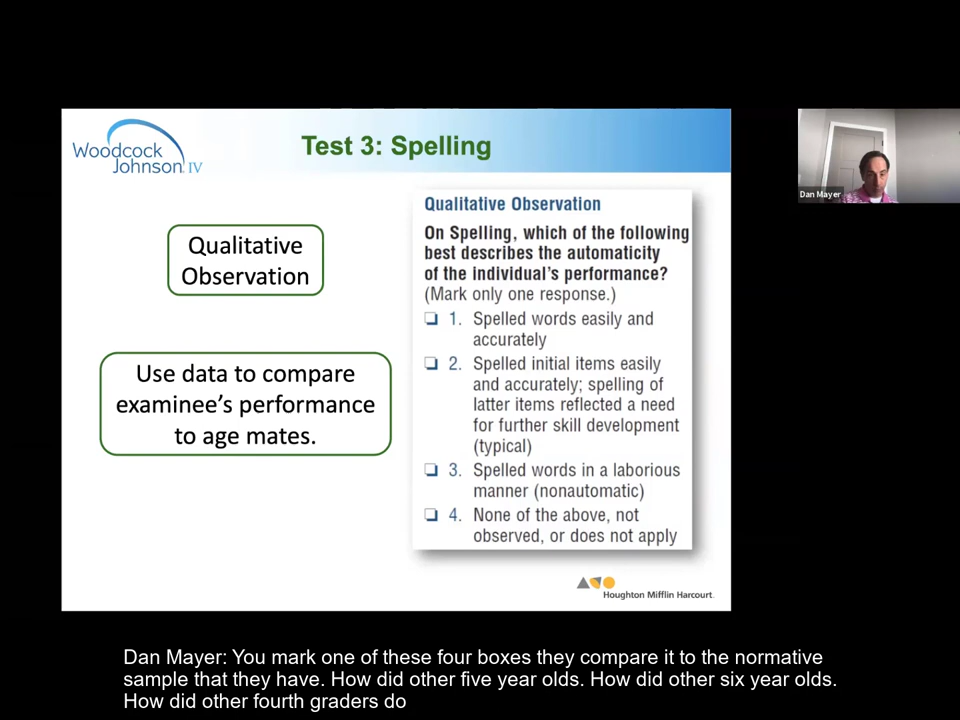 Woodcock
Johnson IV
Test 3: Spelling
Qualitative
Observation
Use data to compare
examinee's performance
to age mates.
Qualitative Observation
On Spelling, which of the following
best describes the automaticity
of the individual's performance?
(Mark only one response.)
1. Spelled words easily and
accurately
2. Spelled initial items easily
and accurately; spelling of
latter items reflected a need
for further skill development
(typical)
3. Spelled words in a laborious
manner (nonautomatic)
4. None of the above, not
observed, or does not apply
Houghton Mifflin Harcourt
Dan Mayer
Dan Mayer: You mark one of these four boxes they compare it to the normative
sample that they have. How did other five year olds. How did other six year olds.
How did other fourth graders do